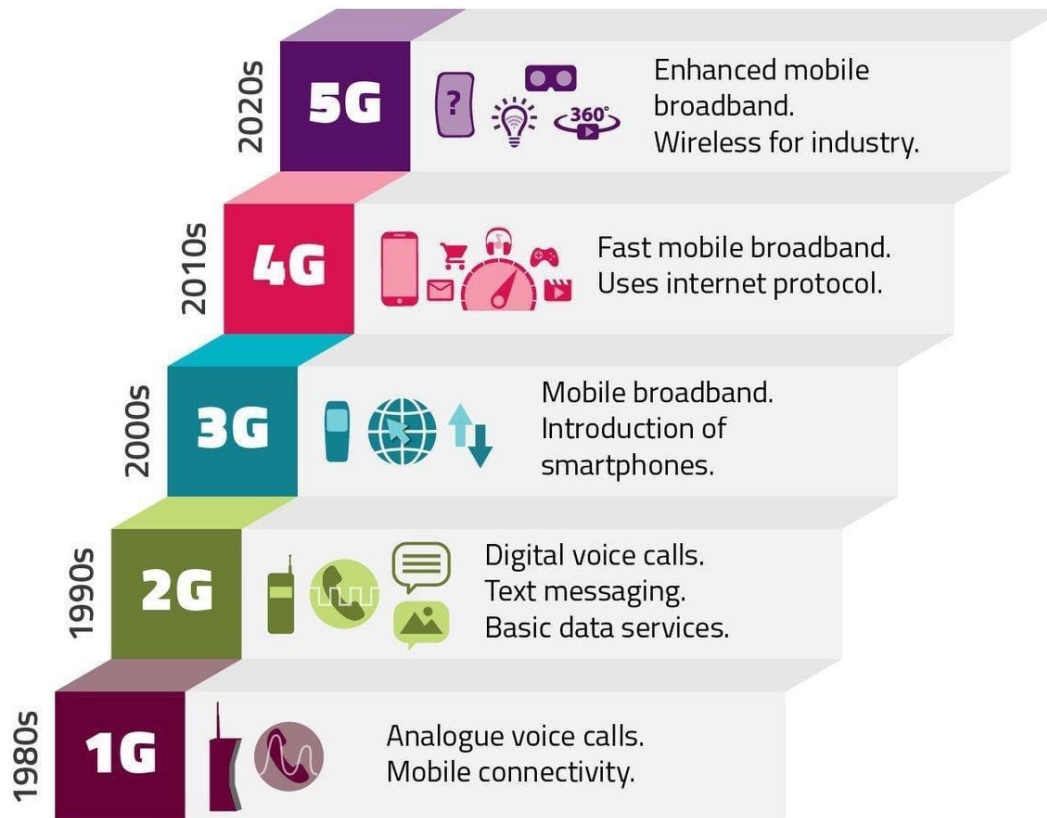 2020s
5G
?
360°
Enhanced mobile
broadband.
Wireless for industry.
2010s
4G
Fast mobile broadband.
Uses internet protocol.
2000s
3G
Mobile broadband.
Introduction of
smartphones.
1990s
2G
Digital voice calls.
Text messaging.
Basic data services.
1980s
1G
Analogue voice calls.
Mobile connectivity.